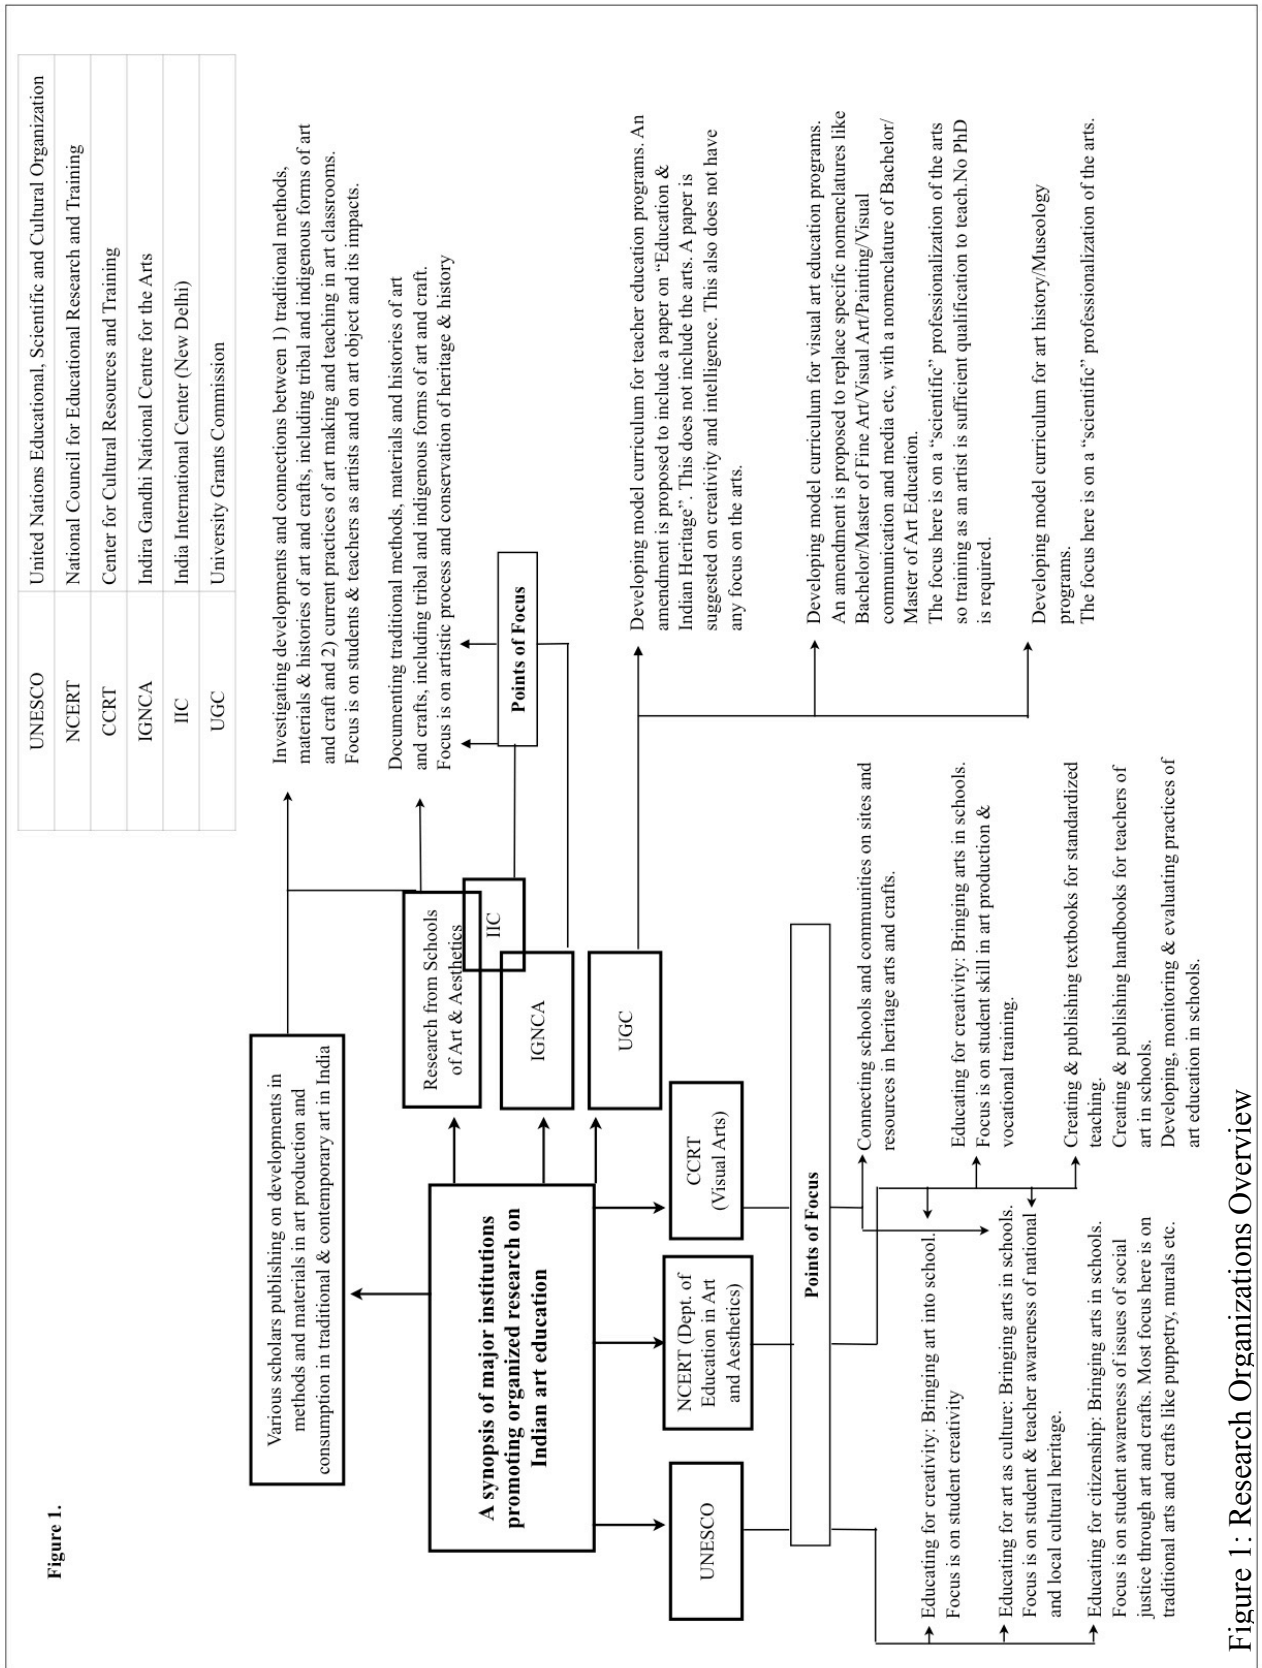 Figure 1.
UNESCO United Nations Educational, Scientific and Cultural Organization
NCERT National Council for Educational Research and Training
CCRT Center for Cultural Resources and Training
IGNCA Indira Gandhi National Centre for the Arts
IIC India International Center (New Delhi)
UGC University Grants Commission
Various scholars publishing on developments in
methods and materials in art production and
consumption in traditional & contemporary art in India
Investigating developments and connections between 1) traditional methods,
materials & histories of art and crafts, including tribal and indigenous forms of art
and craft and 2) current practices of art making and teaching in art classrooms.
Focus is on students & teachers as artists and on art object and its impacts.
Research from Schools
of Art & Aesthetics
Documenting traditional methods, materials and histories of art
and crafts, including tribal and indigenous forms of art and craft.
Focus is on artistic process and conservation of heritage & history
IIC
Points of Focus
IGNCA
A synopsis of major institutions
promoting organized research on
Indian art education
UGC
Developing model curriculum for teacher education programs. An
amendment is proposed to include a paper on “Education &
Indian Heritage”. This does not include the arts. A paper is
suggested on creativity and intelligence. This also does not have
any focus on the arts.
Developing model curriculum for visual art education programs.
An amendment is proposed to replace specific nomenclatures like
Bachelor/Master of Fine Art/Visual Art/Painting/Visual
communication and media etc, with a nomenclature of Bachelor/
Master of Art Education.
The focus here is on a “scientific” professionalization of the arts
so training as an artist is sufficient qualification to teach.No PhD
is required.
Developing model curriculum for art history/Museology
programs.
The focus here is on a “scientific” professionalization of the arts.
UNESCO
NCERT (Dept. of
Education in Art
and Aesthetics)
CCRT
(Visual Arts)
Points of Focus
Educating for creativity: Bringing art into school.
Focus is on student creativity
Educating for art as culture: Bringing arts in schools.
Focus is on student & teacher awareness of national
and local cultural heritage.
Educating for citizenship: Bringing arts in schools.
Focus is on student awareness of issues of social
justice through art and crafts. Most focus here is on
traditional arts and crafts like puppetry, murals etc.
Connecting schools and communities on sites and
resources in heritage arts and crafts.
Educating for creativity: Bringing arts in schools.
Focus is on student skill in art production &
vocational training.
Creating & publishing textbooks for standardized
teaching.
Creating & publishing handbooks for teachers of
art in schools.
Developing, monitoring & evaluating practices of
art education in schools.
Figure 1: Research Organizations Overview